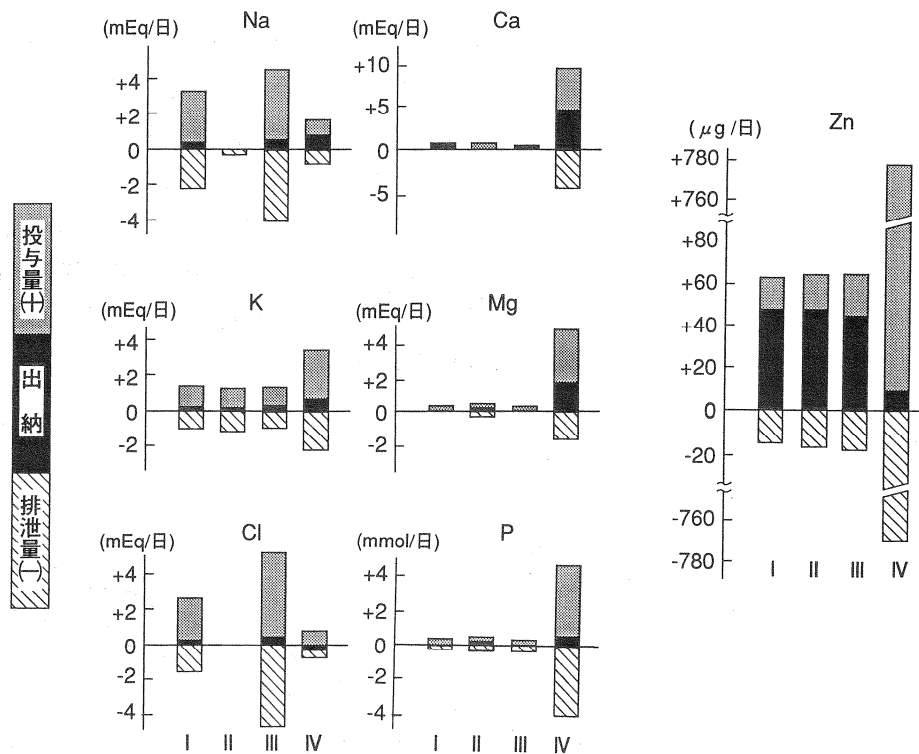 Na
(mEq/日)
+4
+2
0
-2
-4
Ca
(mEq/日)
+10
+5
0
-5
Zn
(μg/日)
+780
+760
+80
+60
+40
+20
0
-20
-760
-780
I II III IV
投与量(+)
出納
排泄量(-)
K
(mEq/日)
+4
+2
0
-2
Mg
(mEq/日)
+4
+2
0
-2
Cl
(mEq/日)
+4
+2
0
-2
-4
I II III IV
P
(mmol/日)
+4
+2
0
-2
-4
I II III IV